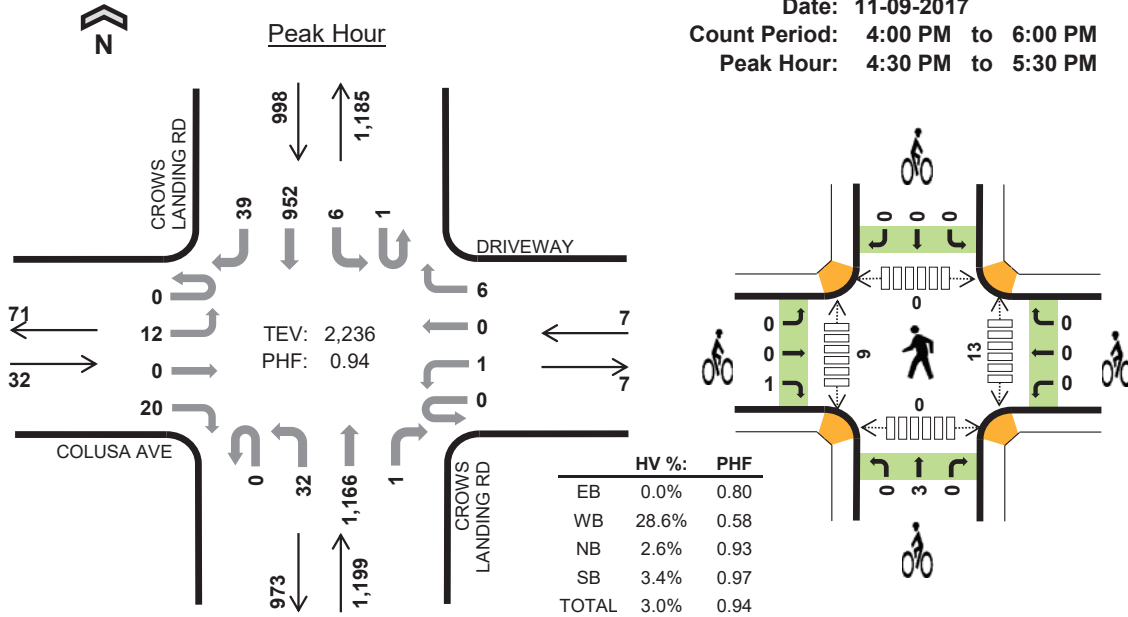 Date: 11-09-2017
Count Period: 4:00 PM to 6:00 PM
Peak Hour: 4:30 PM to 5:30 PM
N
Peak Hour
998
1,185
CROWS
LANDING RD
39
952
6
1
DRIVEWAY
0
12
0
20
71
32
TEV: 2,236
PHF: 0.94
6
0
1
0
7
7
COLUSA AVE
0
32
1,166
1
CROWS
LANDING RD
973
1,199
HV %: PHF
EB 0.0% 0.80
WB 28.6% 0.58
NB 2.6% 0.93
SB 3.4% 0.97
TOTAL 3.0% 0.94
0 0 0
0
0
0
1
9
13
0
0
0
0
0 3 0